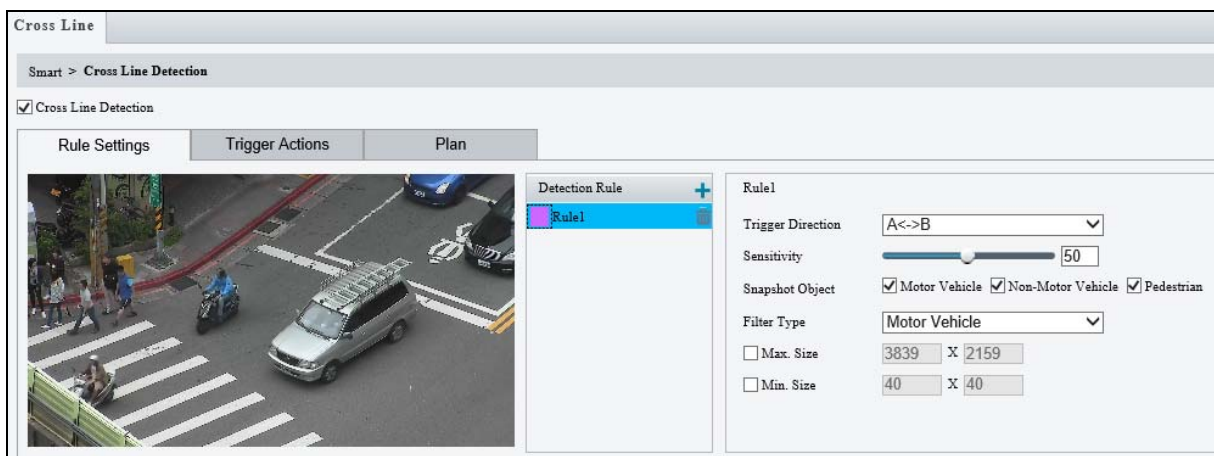 Cross Line
Smart > Cross Line Detection
Cross Line Detection
Rule Settings Trigger Actions Plan
Detection Rule +
Rule1
Rule1
Trigger Direction A<->B
Sensitivity 50
Snapshot Object Motor Vehicle Non-Motor Vehicle Pedestrian
Filter Type Motor Vehicle
Max. Size 3839 X 2159
Min. Size 40 X 40